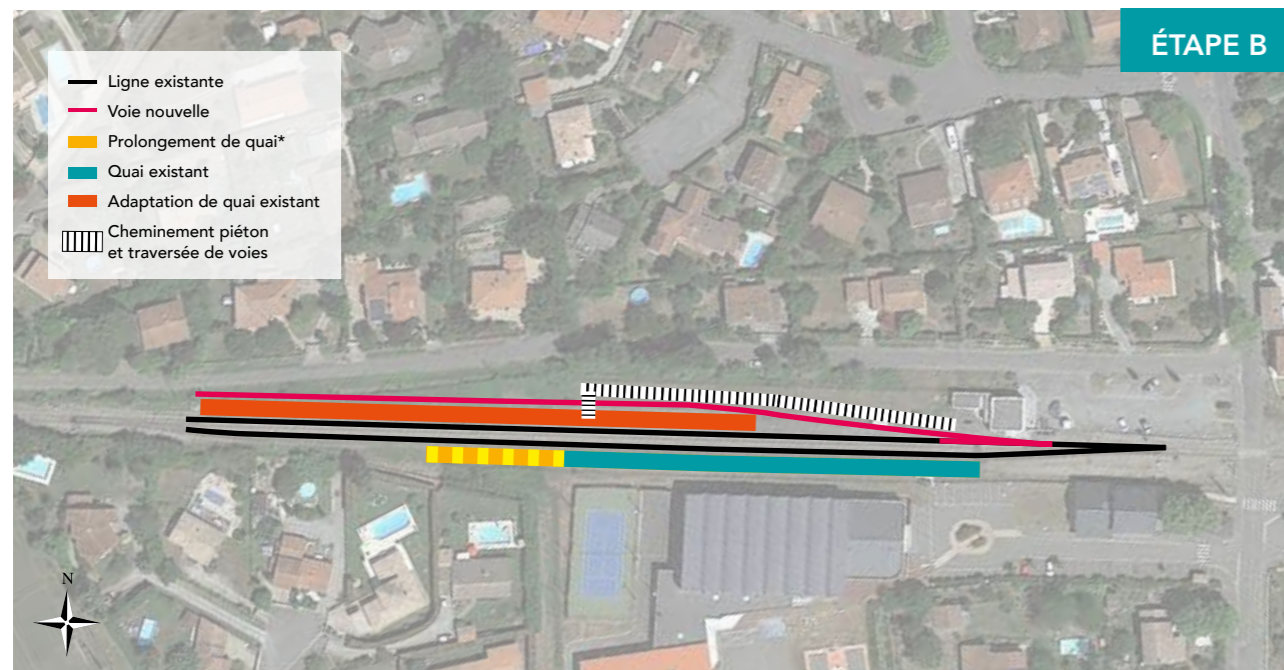 ÉTAPE B
Ligne existante
Voie nouvelle
Prolongement de quai*
Quai existant
Adaptation de quai existant
Cheminement piéton
et traversée de voies
N